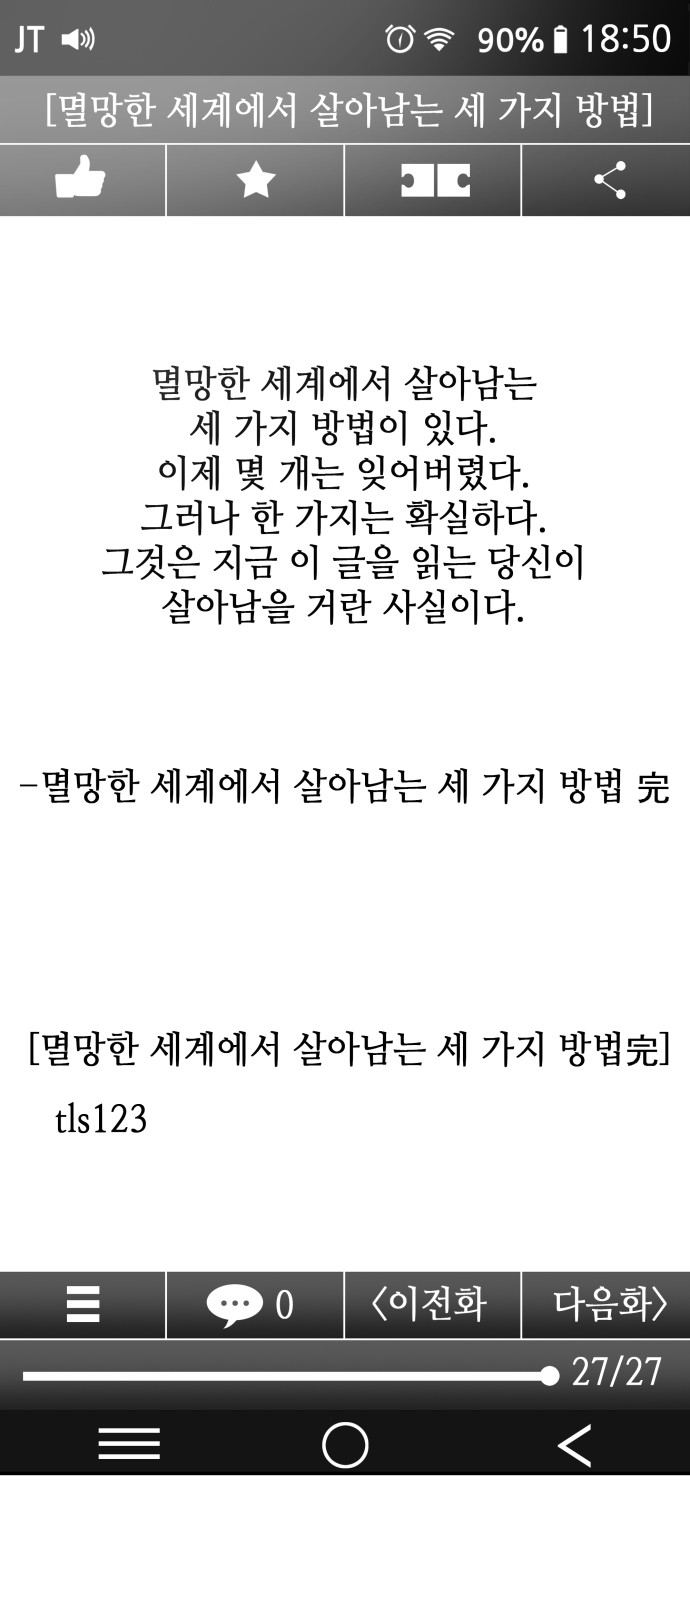 JT 90% 18:50
[멸망한 세계에서 살아남는 세 가지 방법]
멸망한 세계에서 살아남는
세 가지 방법이 있다.
이제 몇 개는 잊어버렸다.
그러나 한 가지는 확실하다.
그것은 지금 이 글을 읽는 당신이
살아남을 거란 사실이다.
-멸망한 세계에서 살아남는 세 가지 방법 完
[멸망한 세계에서 살아남는 세 가지 방법完]
tls123
0 〈이전화 다음화〉
27/27